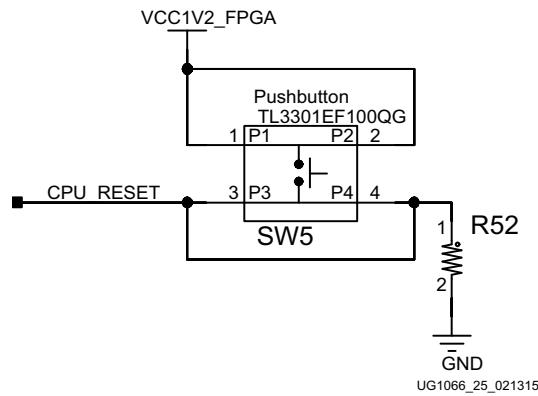 VCC1V2_FPGA
Pushbutton
TL3301EF100QG
1 P1 P2 2
CPU_RESET 3 P3 P4 4
SW5
1 R52
2
GND
UG1066_25_021315